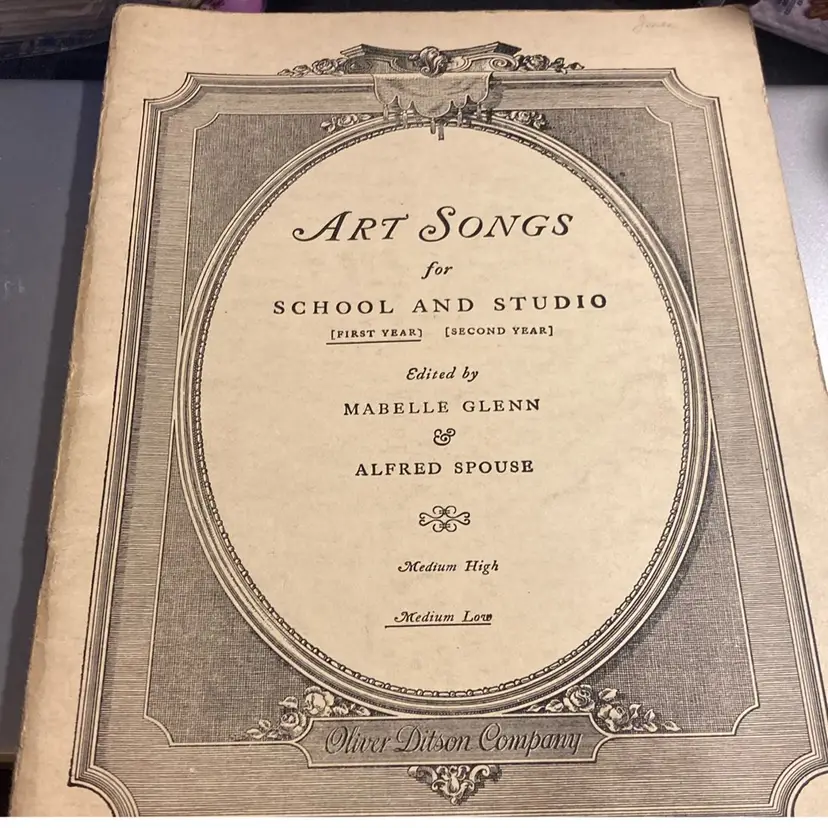 ART SONGS
for
SCHOOL AND STUDIO
[FIRST YEAR] [SECOND YEAR]
Edited by
MABELLE GLENN
&
ALFRED SPOUSE
Medium High
Medium Low
Oliver Ditson Company